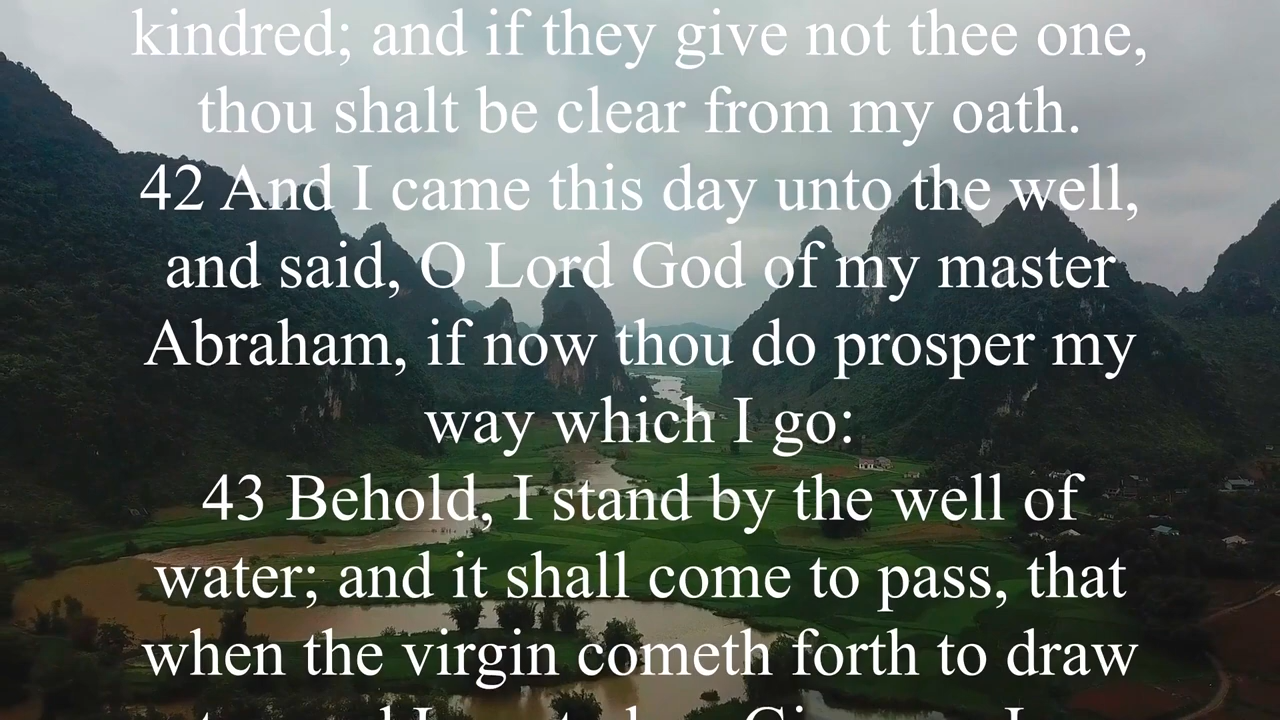 kindred; and if they give not thee one,
thou shalt be clear from my oath.
42 And I came this day unto the well,
and said, O Lord God of my master
Abraham, if now thou do prosper my
way which I go:
43 Behold, I stand by the well of
water; and it shall come to pass, that
when the virgin cometh forth to draw